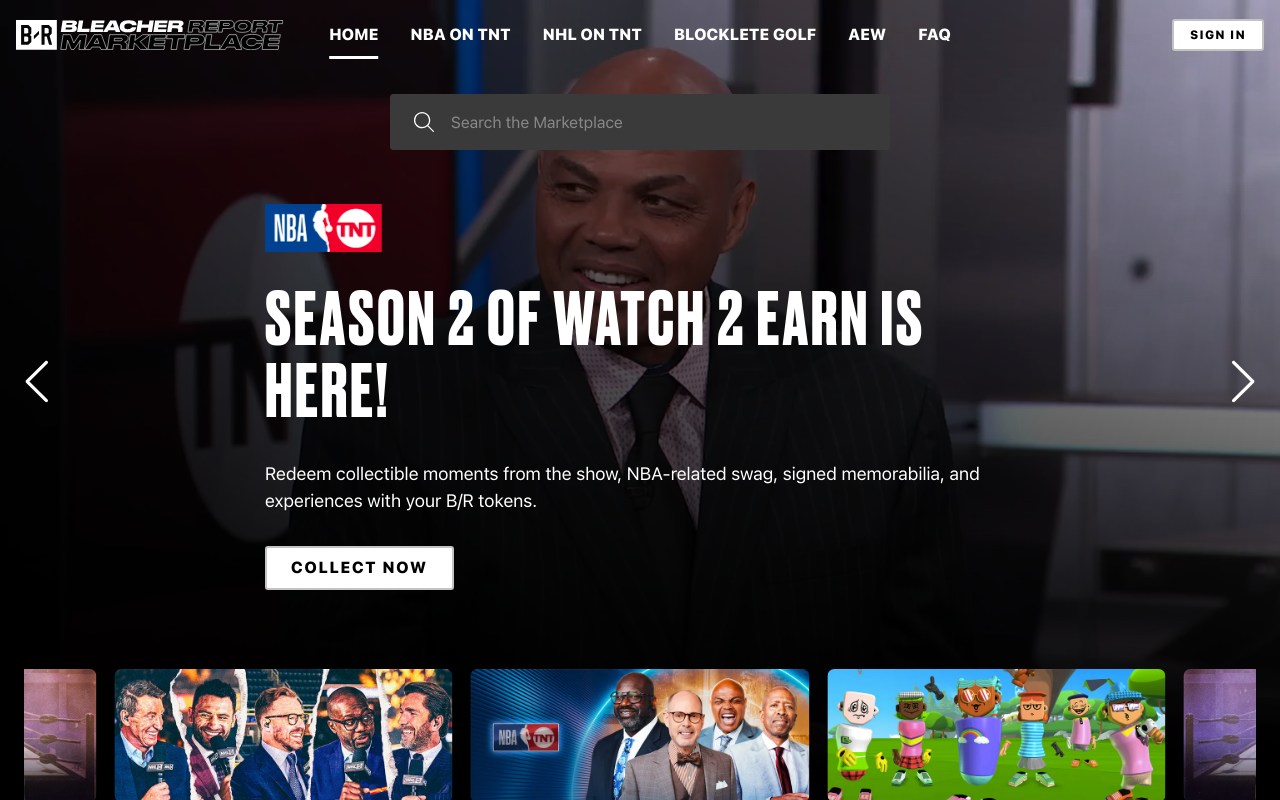 B/R BLEACHER REPORT
MARKETPLACE
HOME
NBA ON TNT
NHL ON TNT
BLOCKLETE GOLF
AEW
FAQ
SIGN IN
Search the Marketplace
NBA TNT
SEASON 2 OF WATCH 2 EARN IS
HERE!
Redeem collectible moments from the show, NBA-related swag, signed memorabilia, and
experiences with your B/R tokens.
COLLECT NOW
NBA TNT